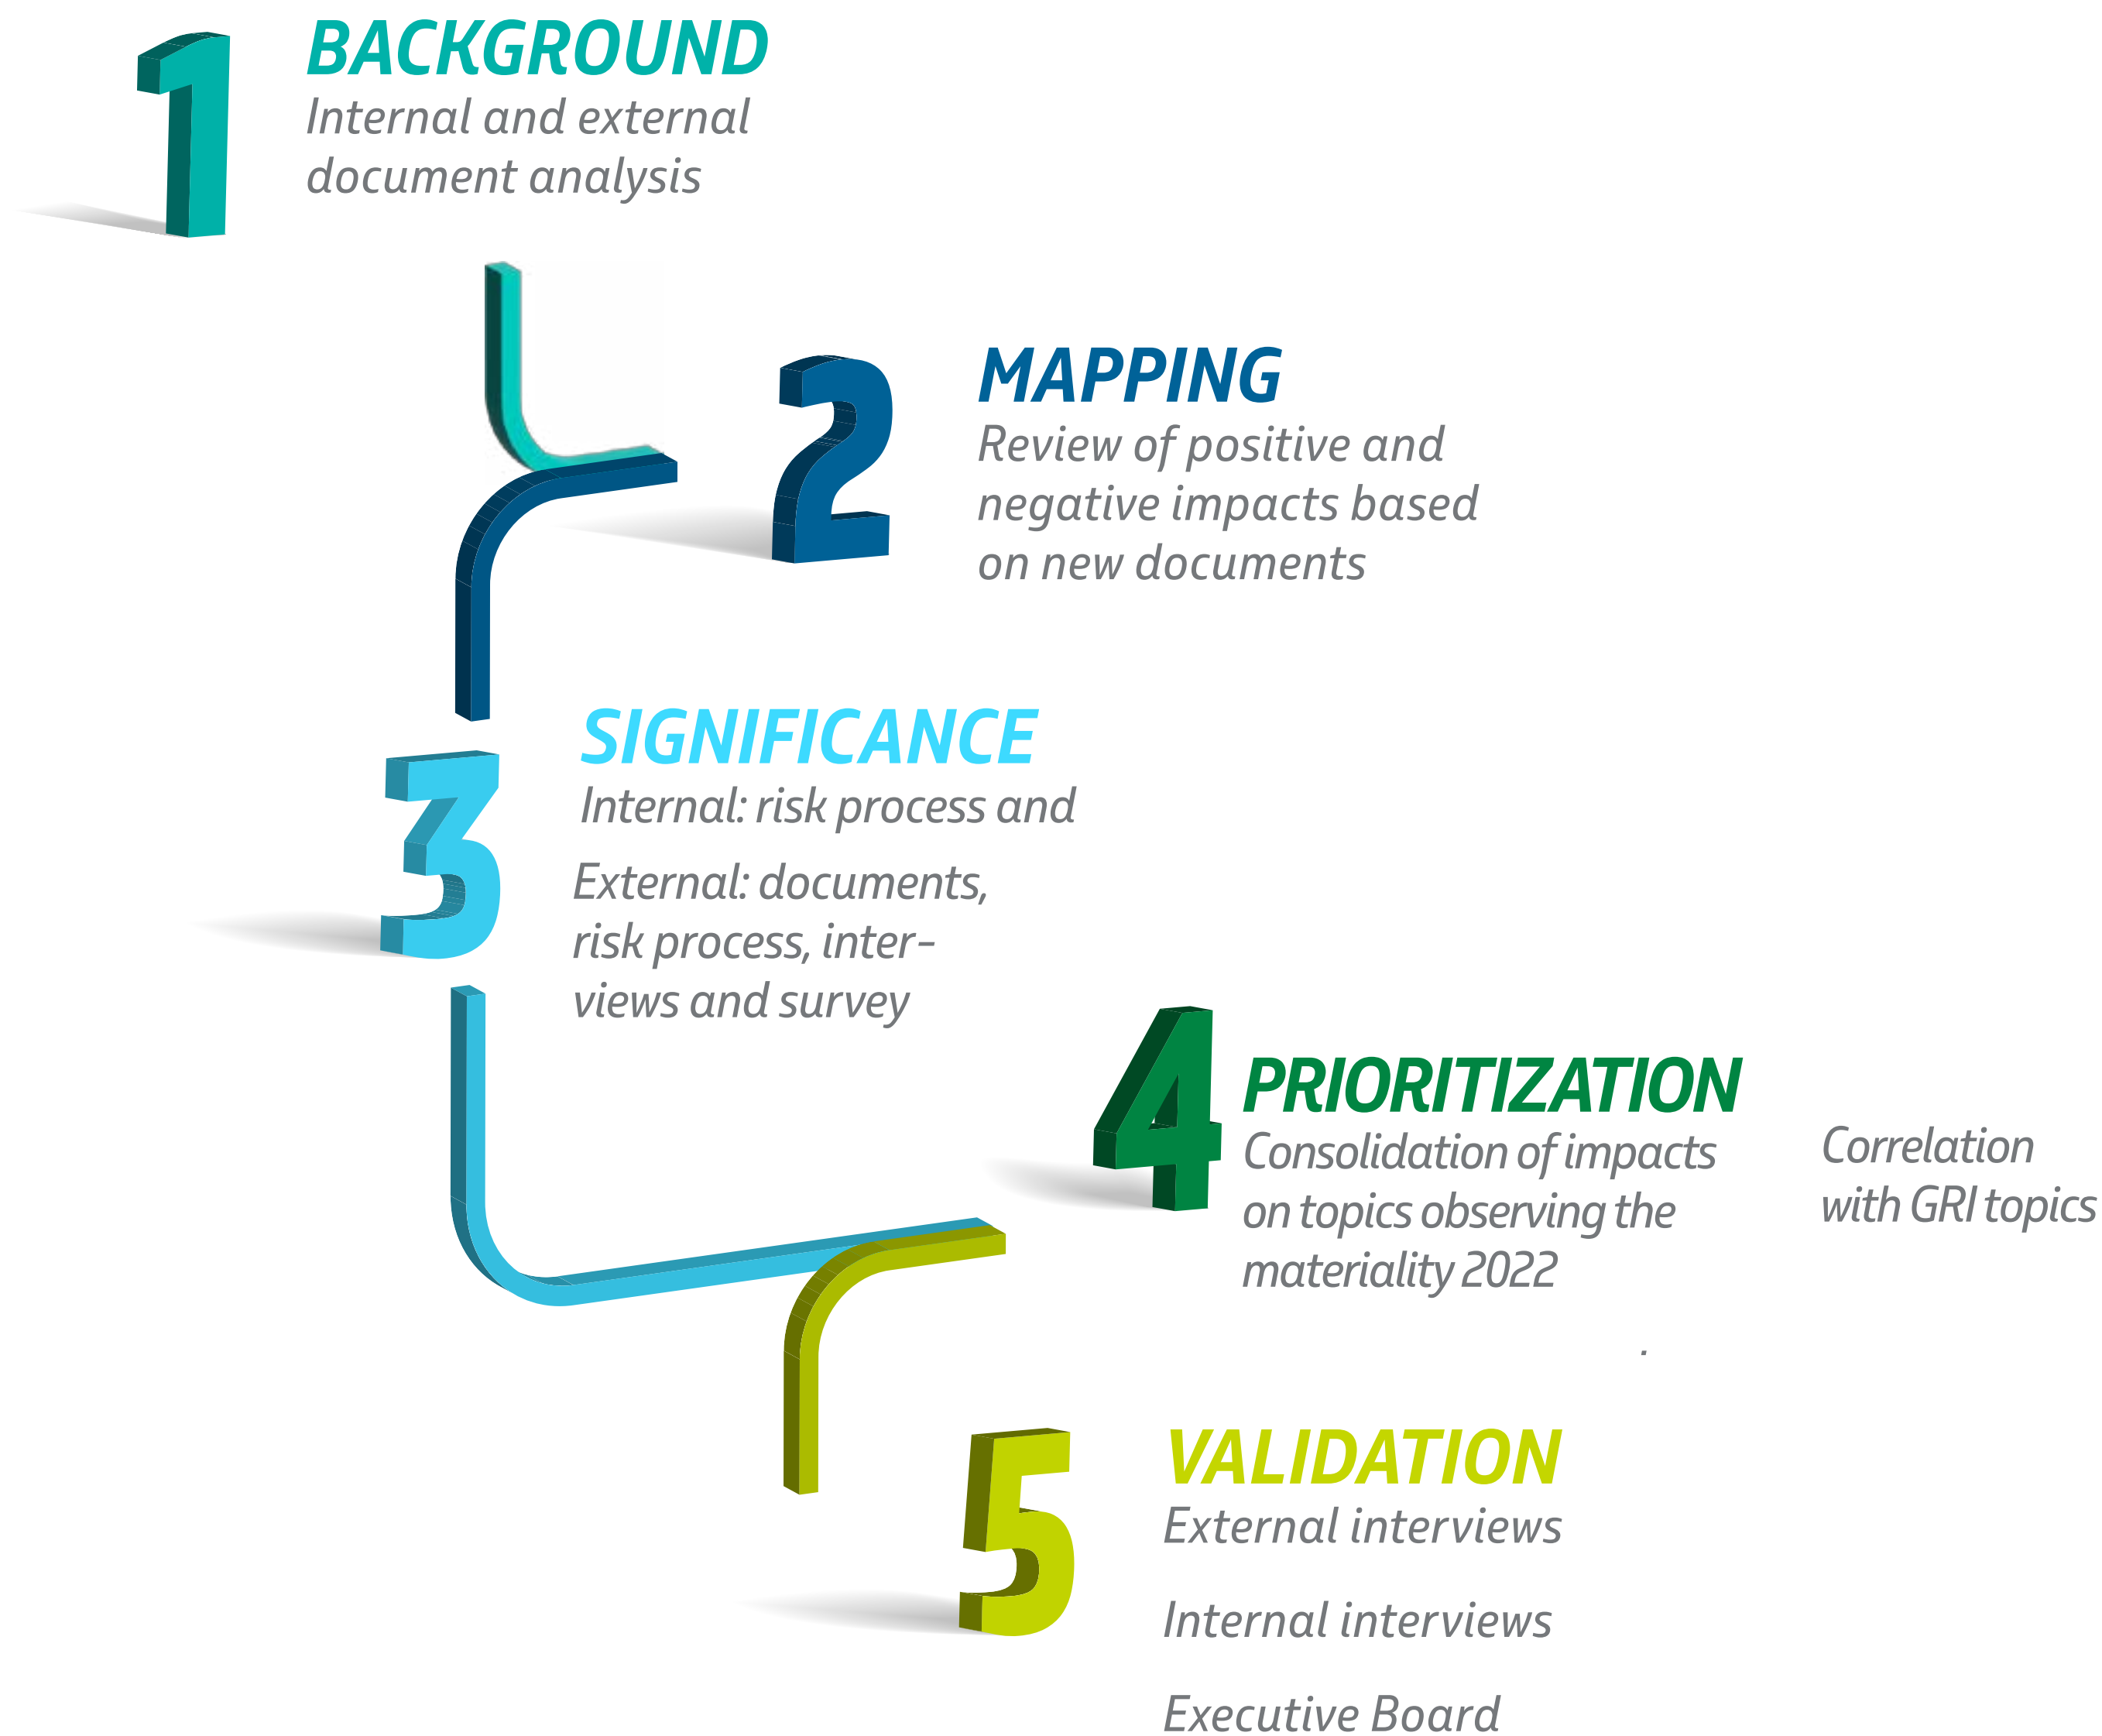 1
BACKGROUND
Internal and external
document analysis
2
MAPPING
Review of positive and
negative impacts based
on new documents
3
SIGNIFICANCE
Internal: risk process and
External: documents,
risk process, inter-
views and survey
4
PRIORITIZATION
Consolidation of impacts
on topics observing the
materiality 2022
Correlation
with GRI topics
.
5
VALIDATION
External interviews
Internal interviews
Executive Board